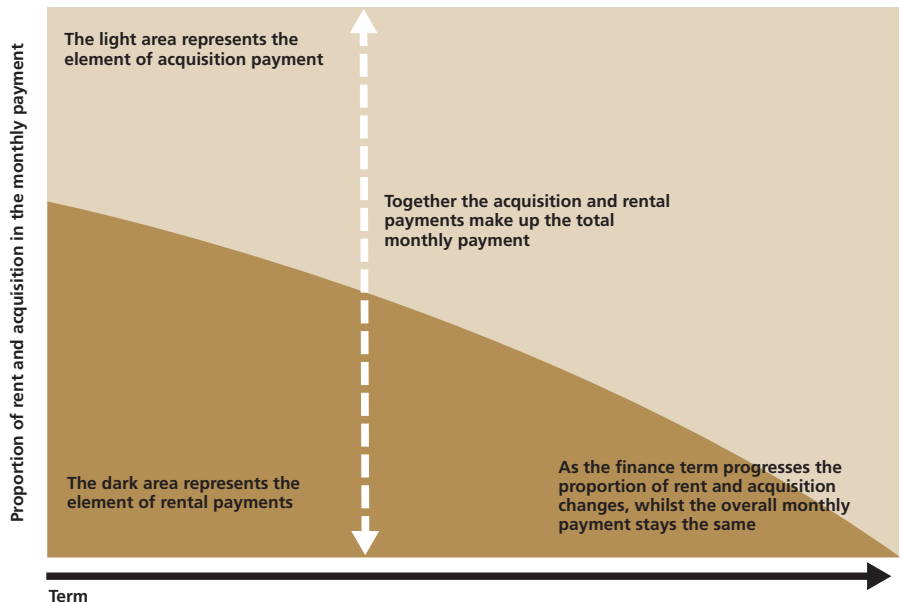 Proportion of rent and acquisition in the monthly payment
The light area represents the
element of acquisition payment
Together the acquisition and rental
payments make up the total
monthly payment
The dark area represents the
element of rental payments
As the finance term progresses the
proportion of rent and acquisition
changes, whilst the overall monthly
payment stays the same
Term